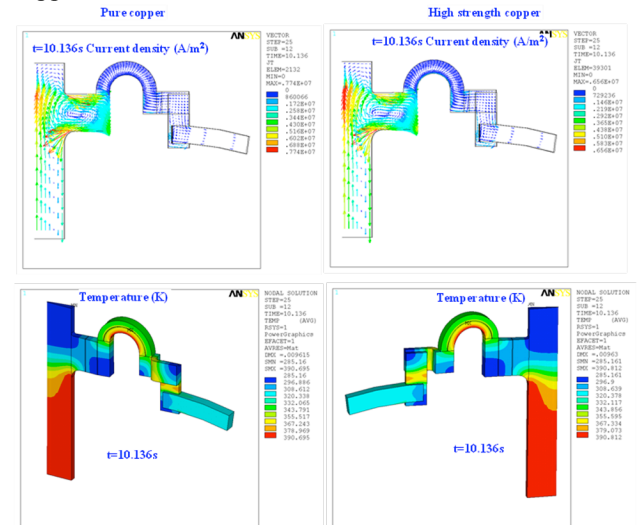 Pure copper
High strength copper
ANSYS
1
t=10.136s Current density (A/m²)
VECTOR
STEP=25
SUB =12
TIME=10.136
JT
ELEM=2132
MIN=0
MAX=.774E+07
0
860066
.172E+07
.258E+07
.344E+07
.430E+07
.516E+07
.602E+07
.688E+07
.774E+07
ANSYS
1
t=10.136s Current density (A/m²)
VECTOR
STEP=25
SUB =12
TIME=10.136
JT
ELEM=39301
MIN=0
MAX=.656E+07
0
729236
.146E+07
.219E+07
.292E+07
.365E+07
.438E+07
.510E+07
.583E+07
.656E+07
1
Temperature (K)
ANSYS
NODAL SOLUTION
STEP=25
SUB =12
TIME=10.136
TEMP (AVG)
RSYS=1
PowerGraphics
EFACET=1
AVRES=Mat
DMX =.009615
SMN =285.16
SMX =390.695
285.16
296.886
308.612
320.338
332.065
343.791
355.517
367.243
378.969
390.695
t=10.136s
1
Temperature (K)
ANSYS
NODAL SOLUTION
STEP=25
SUB =12
TIME=10.136
TEMP (AVG)
RSYS=1
PowerGraphics
EFACET=1
AVRES=Mat
DMX =.00963
SMN =285.161
SMX =390.812
285.161
296.9
308.639
320.378
332.117
343.856
355.595
367.334
379.073
390.812
t=10.136s